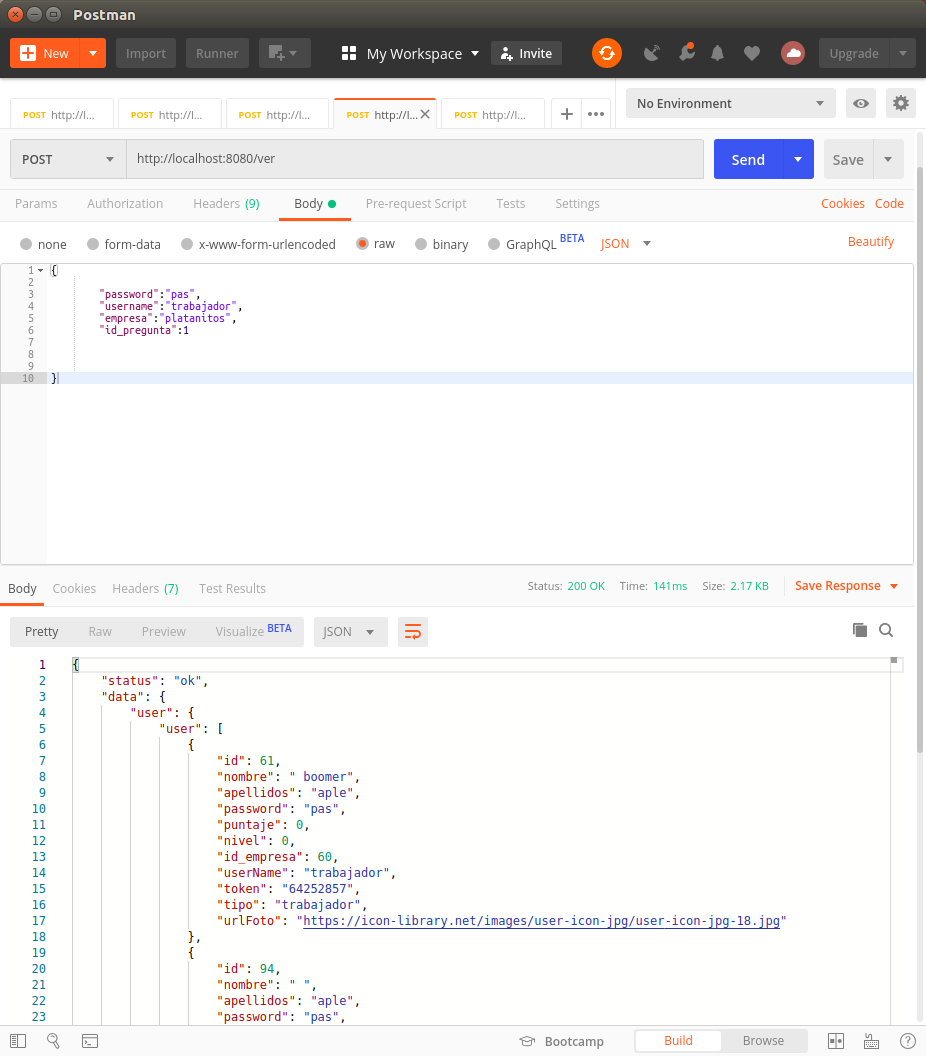 Postman
New Import Runner My Workspace Invite Upgrade
POST http://l... POST http://l... POST http://l... POST http://l... POST http://l... No Environment
POST http://localhost:8080/ver Send Save
Params Authorization Headers (9) Body Pre-request Script Tests Settings Cookies Code
none form-data x-www-form-urlencoded raw binary GraphQL BETA JSON Beautify
1 {
2
3 "password":"pas",
4 "username":"trabajador",
5 "empresa":"platanitos",
6 "id_pregunta":1
7
8
9
10 }
Body Cookies Headers (7) Test Results Status: 200 OK Time: 141ms Size: 2.17 KB Save Response
Pretty Raw Preview Visualize BETA JSON
1 {
2 "status": "ok",
3 "data": {
4 "user": {
5 "user": [
6 {
7 "id": 61,
8 "nombre": " boomer",
9 "apellidos": "aple",
10 "password": "pas",
11 "puntaje": 0,
12 "nivel": 0,
13 "id_empresa": 60,
14 "userName": "trabajador",
15 "token": "64252857",
16 "tipo": "trabajador",
17 "urlFoto": "https://icon-library.net/images/user-icon-jpg/user-icon-jpg-18.jpg"
18 },
19 {
20 "id": 94,
21 "nombre": " ",
22 "apellidos": "aple",
23 "password": "pas",
Bootcamp Build Browse